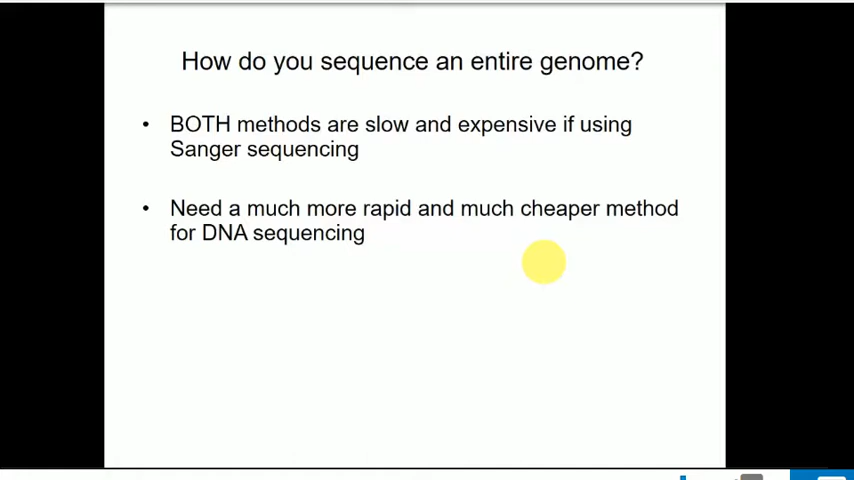 How do you sequence an entire genome?
• BOTH methods are slow and expensive if using
Sanger sequencing
• Need a much more rapid and much cheaper method
for DNA sequencing